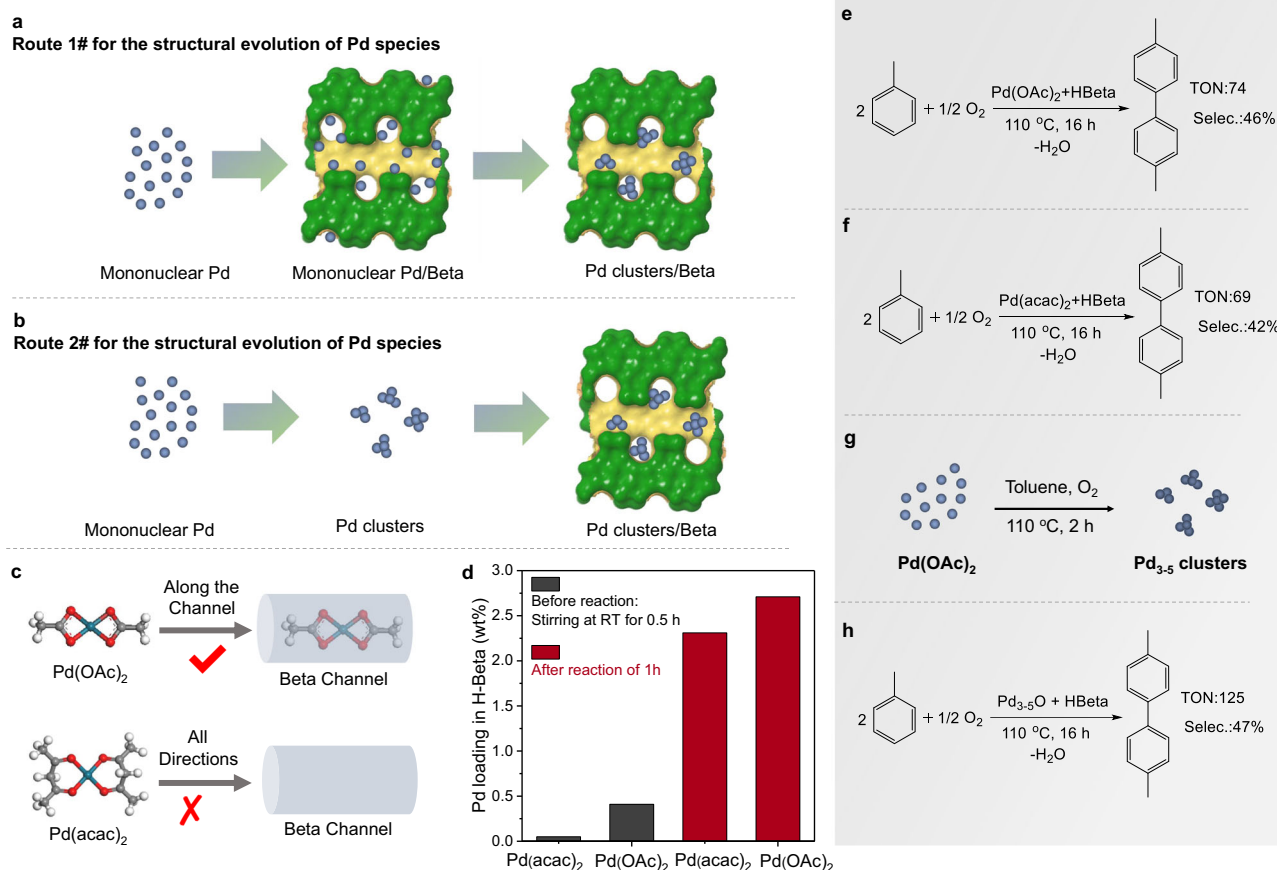 a
Route 1# for the structural evolution of Pd species
Mononuclear Pd
Mononuclear Pd/Beta
Pd clusters/Beta
b
Route 2# for the structural evolution of Pd species
Mononuclear Pd
Pd clusters
Pd clusters/Beta
c
Along the
Channel
Pd(OAc)₂
Beta Channel
All
Directions
Pd(acac)₂
Beta Channel
d
Pd loading in H-Beta (wt%)
3.0
2.5
2.0
1.5
1.0
0.5
0.0
Before reaction:
Stirring at RT for 0.5 h
After reaction of 1h
Pd(acac)₂ Pd(OAc)₂ Pd(acac)₂ Pd(OAc)₂
e
2 + 1/2 O₂
Pd(OAc)₂+HBeta
110 °C, 16 h
-H₂O
TON:74
Selec.:46%
f
2 + 1/2 O₂
Pd(acac)₂+HBeta
110 °C, 16 h
-H₂O
TON:69
Selec.:42%
g
Toluene, O₂
110 °C, 2 h
Pd(OAc)₂
Pd₃₋₅ clusters
h
2 + 1/2 O₂
Pd₃₋₅O + HBeta
110 °C, 16 h
-H₂O
TON:125
Selec.:47%